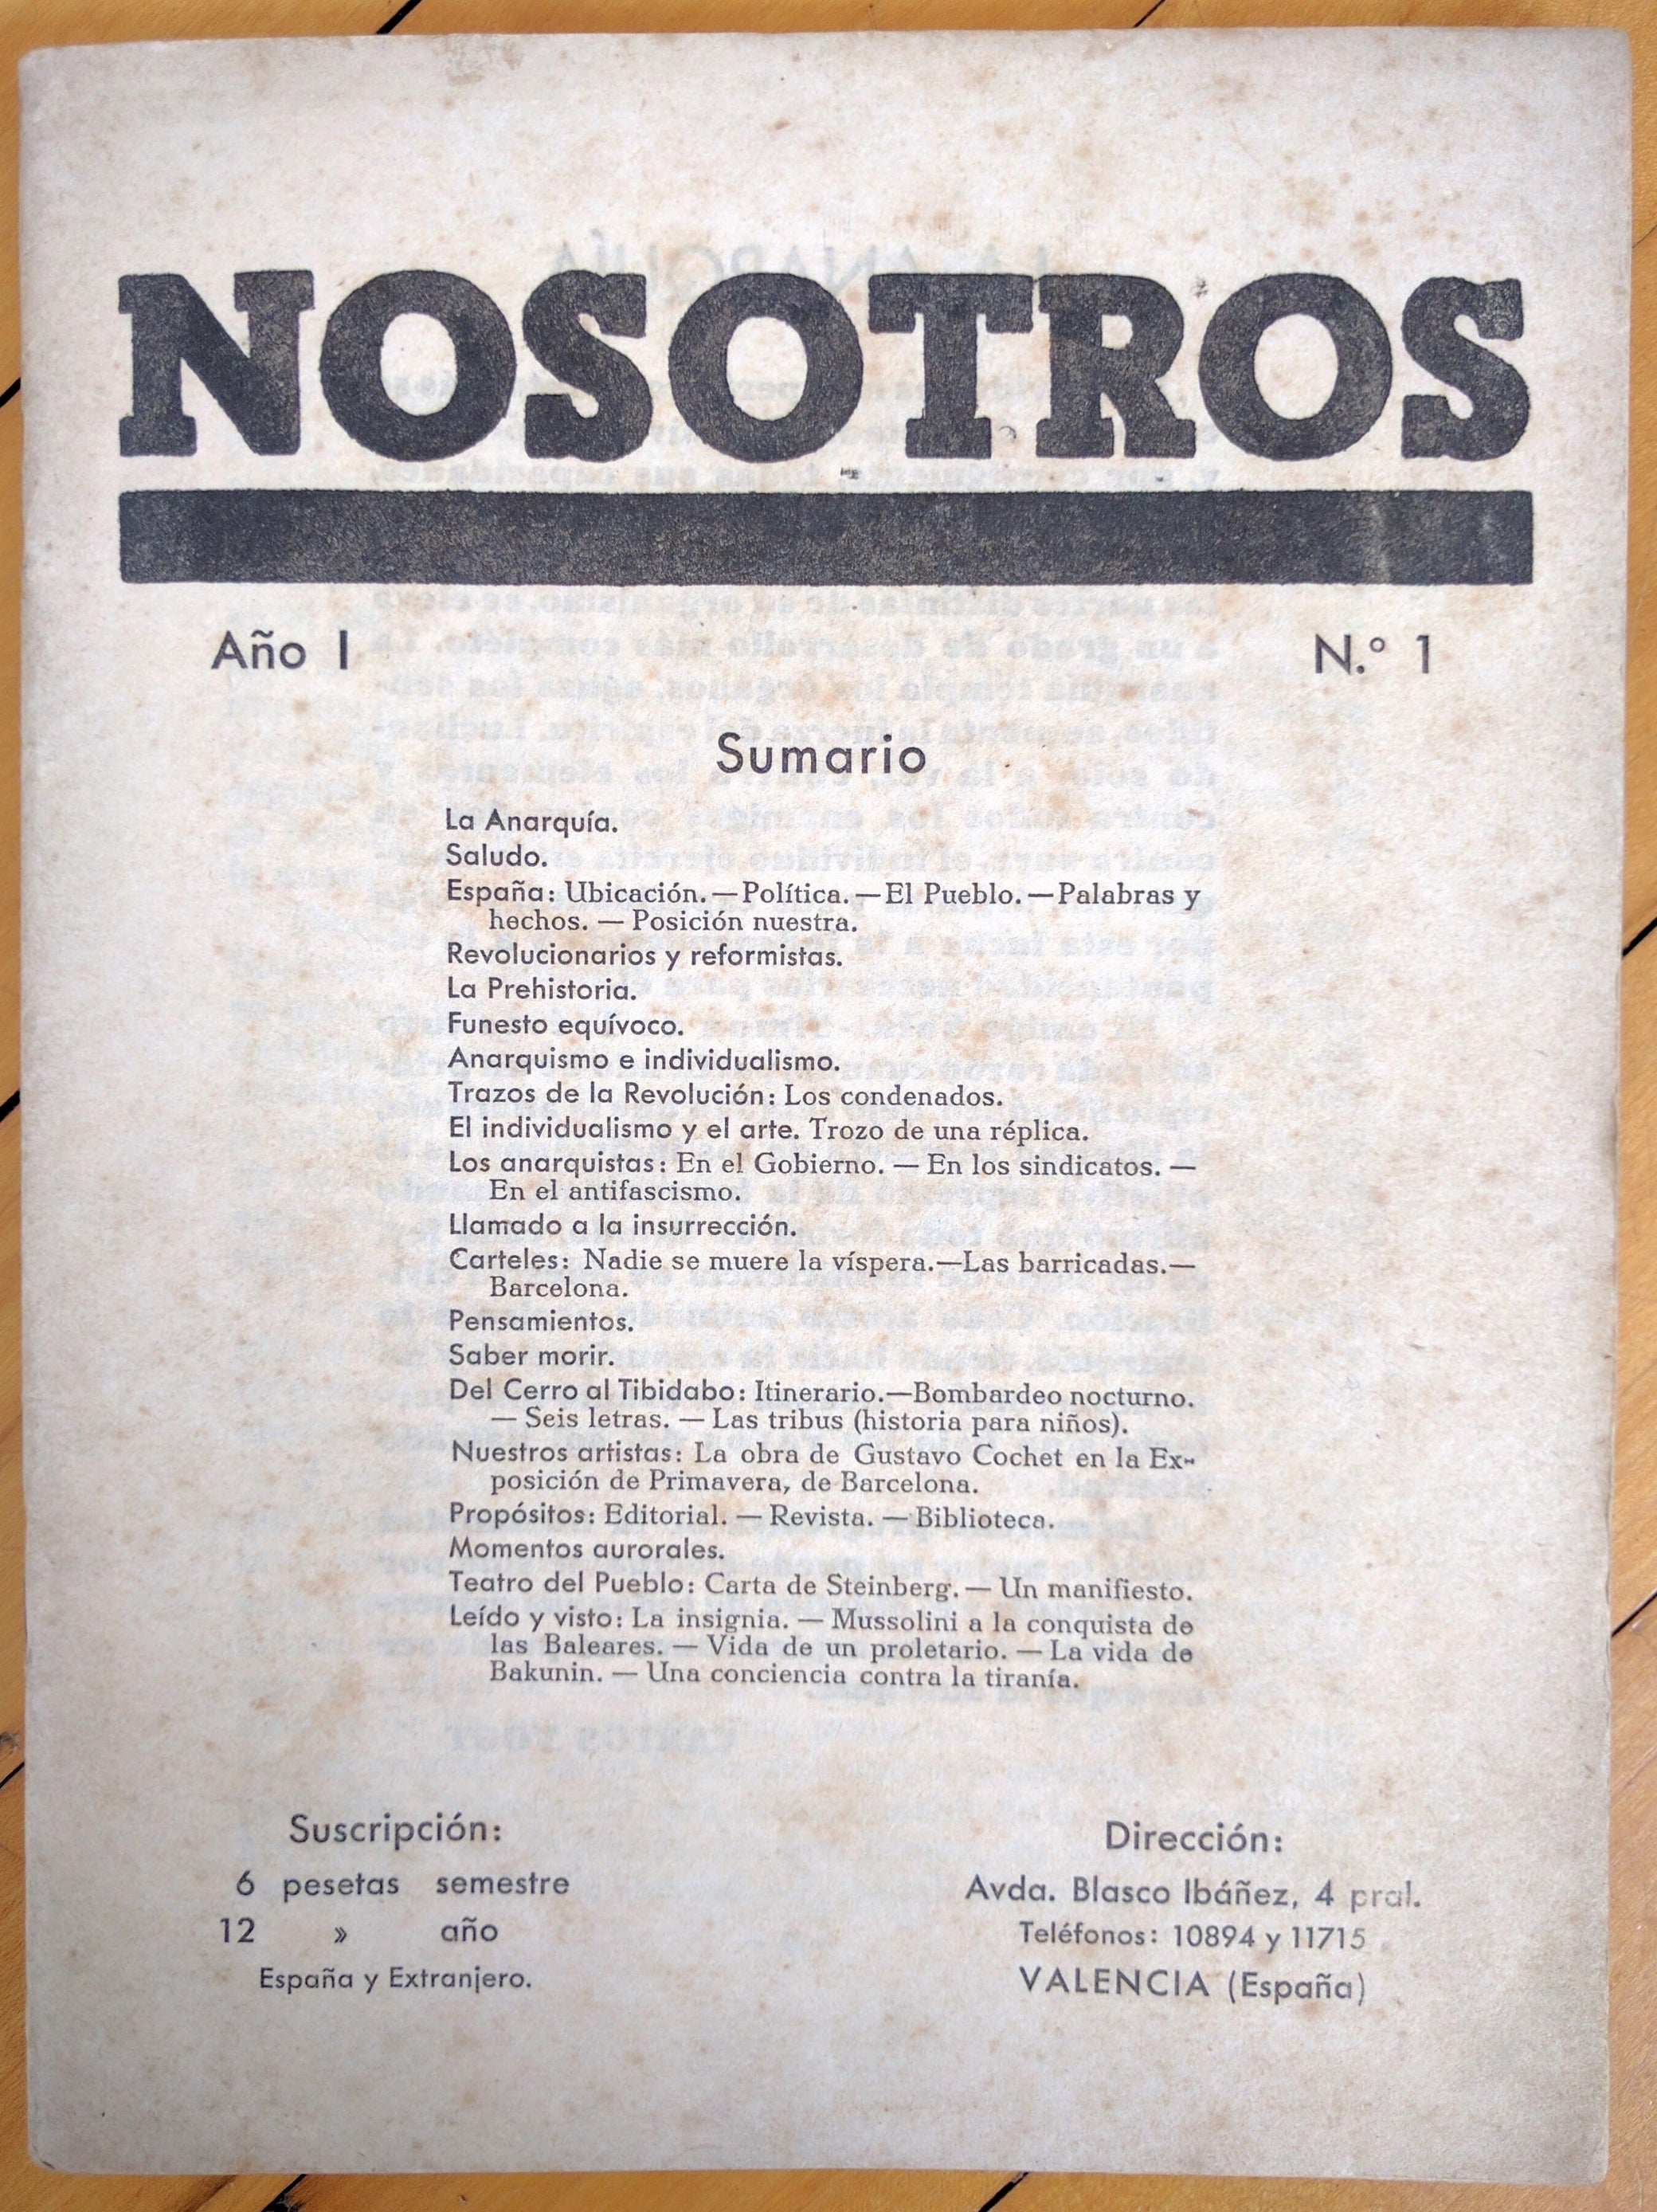 NOSOTROS
Año I
N.º 1
Sumario
La Anarquía.
Saludo.
España: Ubicación. — Política. — El Pueblo. — Palabras y
hechos. — Posición nuestra.
Revolucionarios y reformistas.
La Prehistoria.
Funesto equívoco.
Anarquismo e individualismo.
Trazos de la Revolución: Los condenados.
El individualismo y el arte. Trozo de una réplica.
Los anarquistas: En el Gobierno. — En los sindicatos. —
En el antifascismo.
Llamado a la insurrección.
Carteles: Nadie se muere la víspera.—Las barricadas.—
Barcelona.
Pensamientos.
Saber morir.
Del Cerro al Tibidabo: Itinerario.—Bombardeo nocturno.
— Seis letras. — Las tribus (historia para niños).
Nuestros artistas: La obra de Gustavo Cochet en la Ex-
posición de Primavera, de Barcelona.
Propósitos: Editorial. — Revista. — Biblioteca.
Momentos aurorales.
Teatro del Pueblo: Carta de Steinberg. — Un manifiesto.
Leído y visto: La insignia. — Mussolini a la conquista de
las Baleares. — Vida de un proletario. — La vida de
Bakunin. — Una conciencia contra la tiranía.
Suscripción:
6 pesetas semestre
12 » año
España y Extranjero.
Dirección:
Avda. Blasco Ibáñez, 4 pral.
Teléfonos: 10894 y 11715
VALENCIA (España)